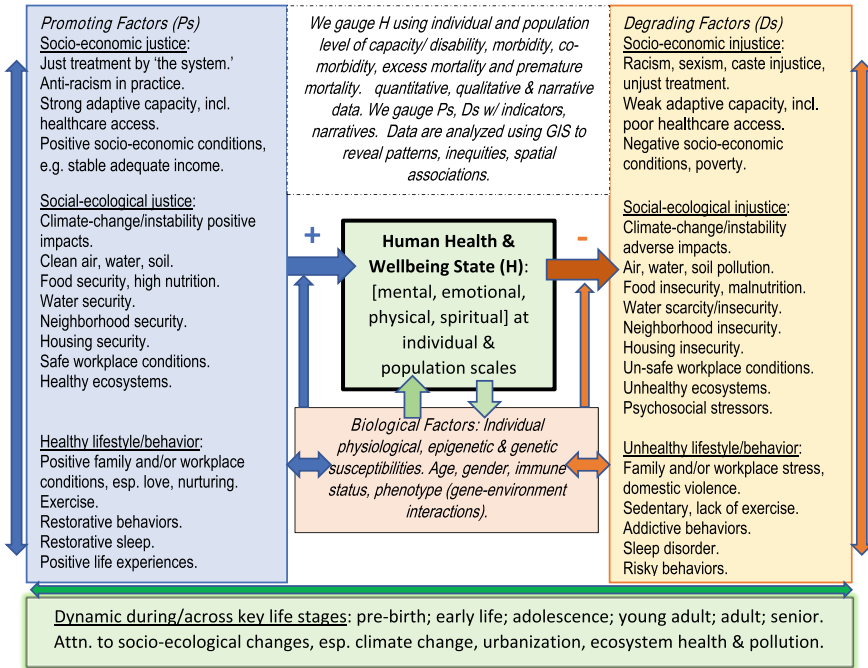 Promoting Factors (Ps)
Socio-economic justice:
Just treatment by ‘the system.’
Anti-racism in practice.
Strong adaptive capacity, incl.
healthcare access.
Positive socio-economic conditions,
e.g. stable adequate income.
Social-ecological justice:
Climate-change/instability positive
impacts.
Clean air, water, soil.
Food security, high nutrition.
Water security.
Neighborhood security.
Housing security.
Safe workplace conditions.
Healthy ecosystems.
Healthy lifestyle/behavior:
Positive family and/or workplace
conditions, esp. love, nurturing.
Exercise.
Restorative behaviors.
Restorative sleep.
Positive life experiences.
We gauge H using individual and population
level of capacity/ disability, morbidity, co-
morbidity, excess mortality and premature
mortality. quantitative, qualitative & narrative
data. We gauge Ps, Ds w/ indicators,
narratives. Data are analyzed using GIS to
reveal patterns, inequities, spatial
associations.
+
Human Health &
Wellbeing State (H):
[mental, emotional,
physical, spiritual] at
individual &
population scales
-
Biological Factors: Individual
physiological, epigenetic & genetic
susceptibilities. Age, gender, immune
status, phenotype (gene-environment
interactions).
Degrading Factors (Ds)
Socio-economic injustice:
Racism, sexism, caste injustice,
unjust treatment.
Weak adaptive capacity, incl.
poor healthcare access.
Negative socio-economic
conditions, poverty.
Social-ecological injustice:
Climate-change/instability
adverse impacts.
Air, water, soil pollution.
Food insecurity, malnutrition.
Water scarcity/insecurity.
Neighborhood insecurity.
Housing insecurity.
Un-safe workplace conditions.
Unhealthy ecosystems.
Psychosocial stressors.
Unhealthy lifestyle/behavior:
Family and/or workplace stress,
domestic violence.
Sedentary, lack of exercise.
Addictive behaviors.
Sleep disorder.
Risky behaviors.
Dynamic during/across key life stages: pre-birth; early life; adolescence; young adult; adult; senior.
Attn. to socio-ecological changes, esp. climate change, urbanization, ecosystem health & pollution.